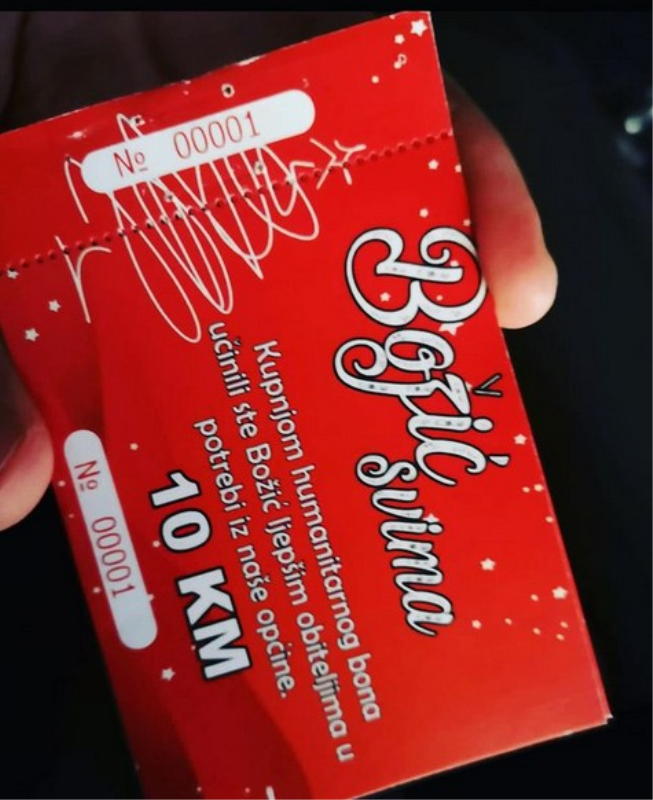 Nº 00001
Božić
svima
Kupnjom humanitarnog bona
učinili ste Božić ljepšim obiteljima u
potrebi iz naše općine.
10 KM
Nº 00001